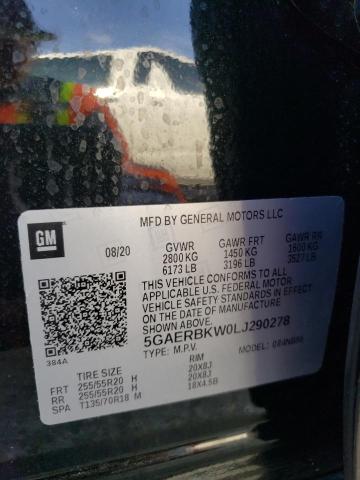 MFD BY GENERAL MOTORS LLC
GM
08/20 GVWR GAWR FRT GAWR RR
2800 KG 1450 KG 1600 KG
6173 LB 3196 LB 3527 LB
THIS VEHICLE CONFORMS TO ALL
APPLICABLE U.S. FEDERAL MOTOR
VEHICLE SAFETY STANDARDS IN
EFFECT ON THE DATE OF
MANUFACTURE SHOWN ABOVE.
5GAERBKW0LJ290278
TYPE: M.P.V. MODEL:
384A
TIRE SIZE RIM
FRT 255/55R20 H 20X8J
RR 255/55R20 H 20X8J
SPA T135/70R18 M 18X4.5B